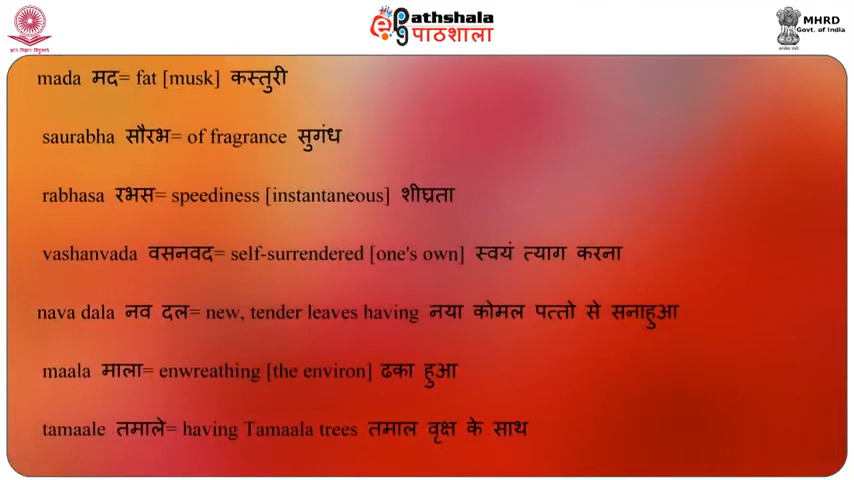 ePathshala
पाठशाला
MHRD
Govt. of India
mada मद= fat [musk] कस्तुरी
saurabha सौरभ= of fragrance सुगंध
rabhasa रभस= speediness [instantaneous] शीघ्रता
vashanvada वसनवद= self-surrendered [one's own] स्वयं त्याग करना
nava dala नव दल= new, tender leaves having नया कोमल पत्तो से सनाहुआ
maala माला= enwreathing [the environ] ढका हुआ
tamaale तमाले= having Tamaala trees तमाल वृक्ष के साथ